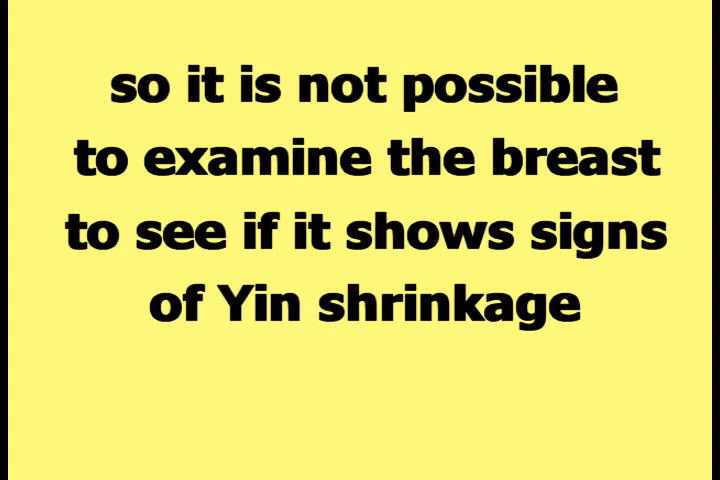 so it is not possible
to examine the breast
to see if it shows signs
of Yin shrinkage